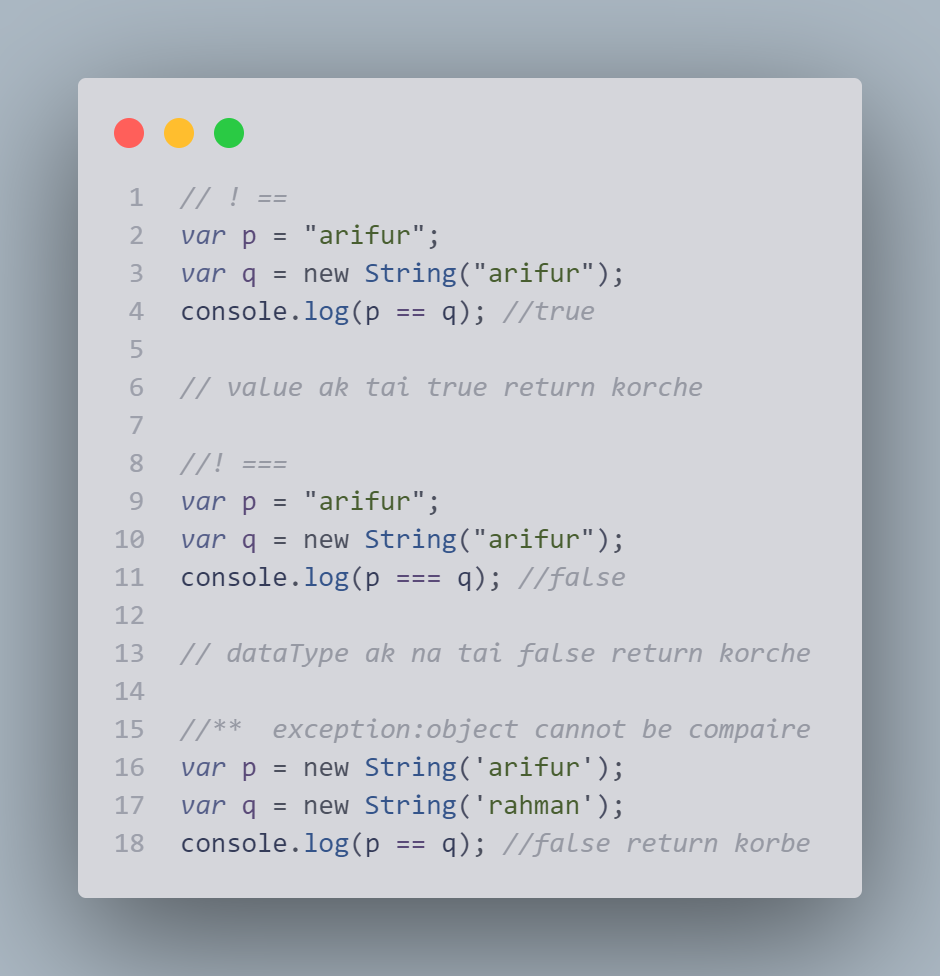 1 // ! ==
2 var p = "arifur";
3 var q = new String("arifur");
4 console.log(p == q); //true
5
6 // value ak tai true return korche
7
8 //! ===
9 var p = "arifur";
10 var q = new String("arifur");
11 console.log(p === q); //false
12
13 // dataType ak na tai false return korche
14
15 //**  exception:object cannot be compaire
16 var p = new String('arifur');
17 var q = new String('rahman');
18 console.log(p == q); //false return korbe